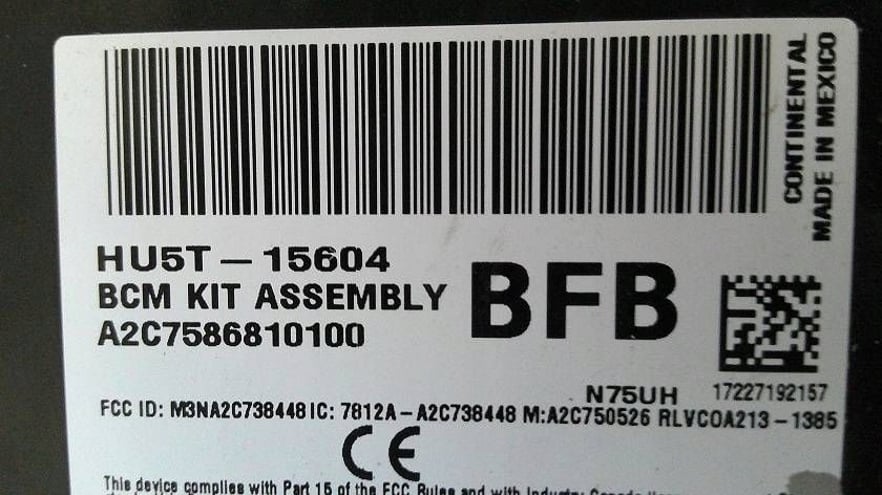 CONTINENTAL
MADE IN MEXICO
HU5T – 15604
BCM KIT ASSEMBLY
A2C7586810100
BFB
N75UH 17227192157
FCC ID: M3NA2C738448 IC: 7812A – A2C738448 M:A2C750526 RLVCOA213 – 1385
CE
This device complies with Part 15 of the FCC Rules and with